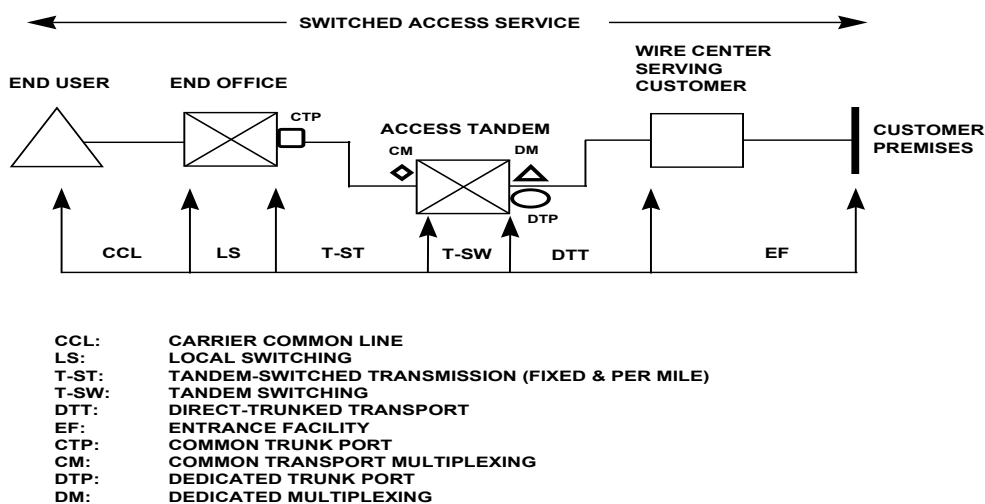 SWITCHED ACCESS SERVICE
WIRE CENTER
SERVING
CUSTOMER
END USER
END OFFICE
CTP
ACCESS TANDEM
CUSTOMER
PREMISES
CM
DM
DTP
CCL
LS
T-ST
T-SW
DTT
EF
CCL: CARRIER COMMON LINE
LS: LOCAL SWITCHING
T-ST: TANDEM-SWITCHED TRANSMISSION (FIXED & PER MILE)
T-SW: TANDEM SWITCHING
DTT: DIRECT-TRUNKED TRANSPORT
EF: ENTRANCE FACILITY
CTP: COMMON TRUNK PORT
CM: COMMON TRANSPORT MULTIPLEXING
DTP: DEDICATED TRUNK PORT
DM: DEDICATED MULTIPLEXING